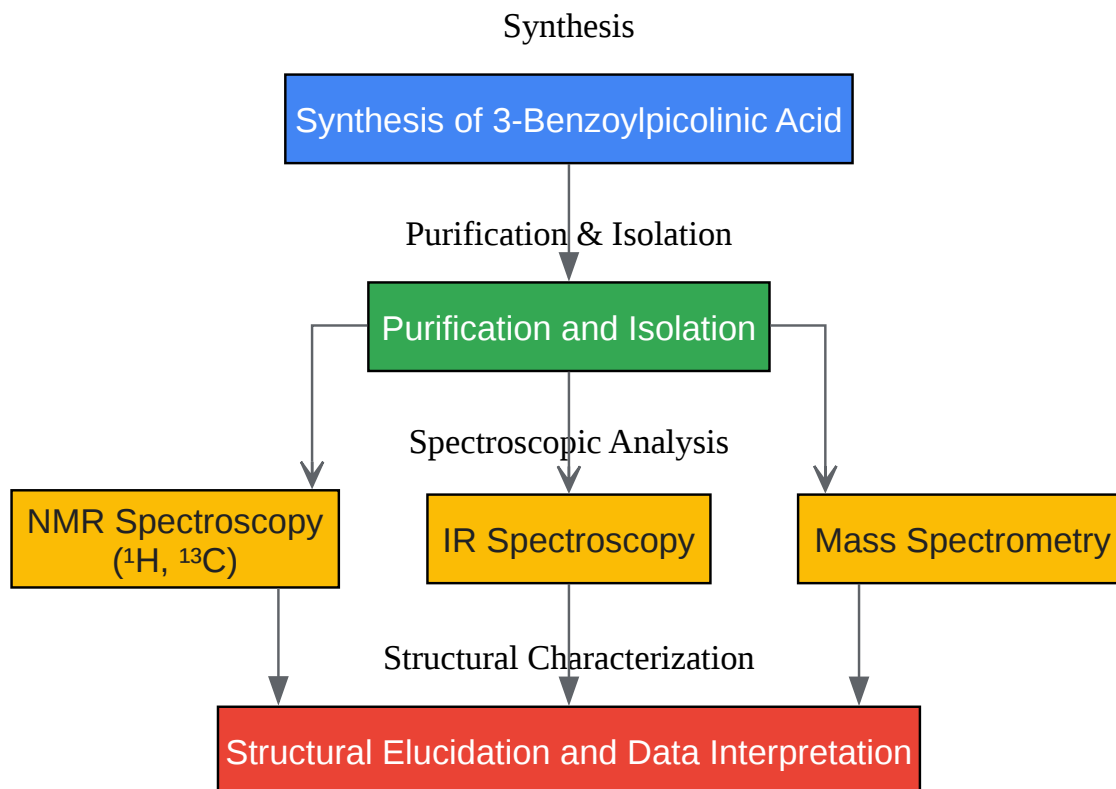 Synthesis
Synthesis of 3-Benzoylpicolinic Acid
Purification & Isolation
Purification and Isolation
Spectroscopic Analysis
NMR Spectroscopy
(¹H, ¹³C)
IR Spectroscopy
Mass Spectrometry
Structural Characterization
Structural Elucidation and Data Interpretation